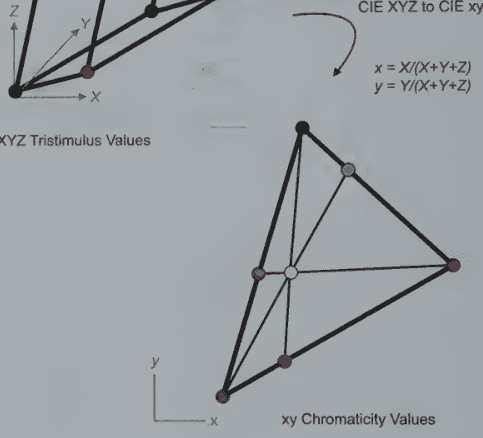 Z
Y
X
CIE XYZ to CIE xy
x = X/(X+Y+Z)
y = Y/(X+Y+Z)
XYZ Tristimulus Values
y
x
xy Chromaticity Values